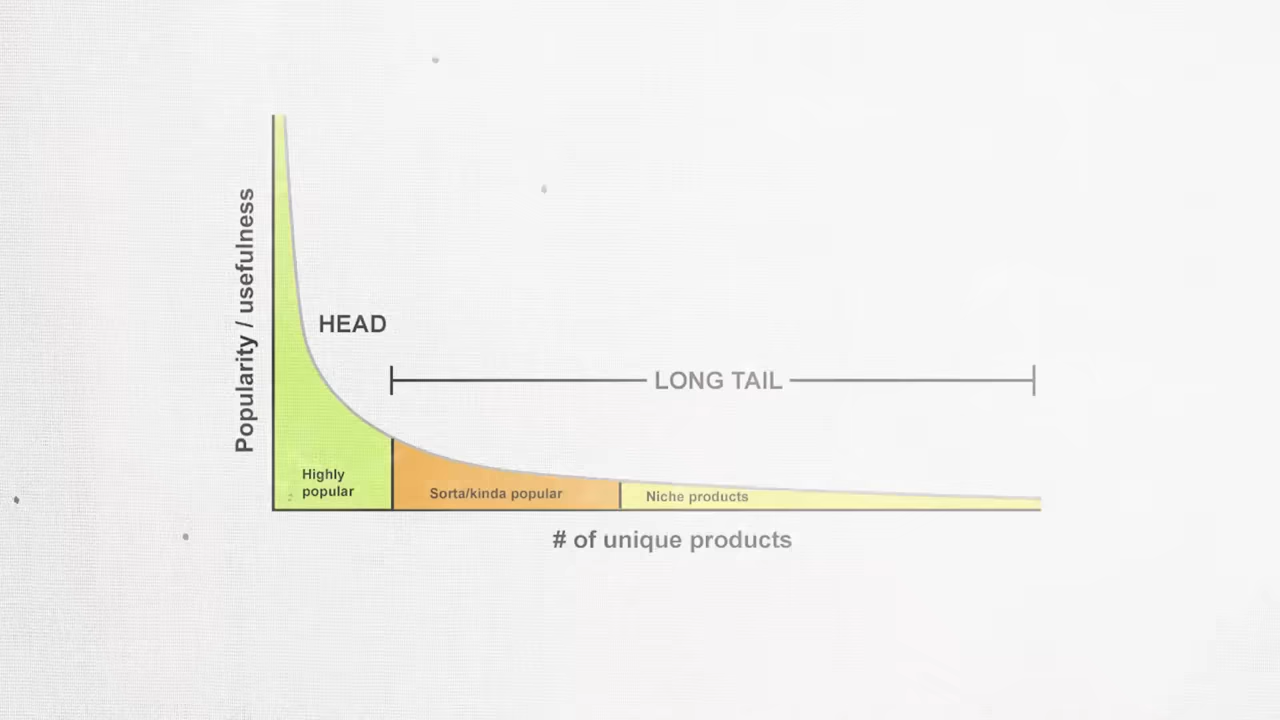 Popularity / usefulness
HEAD
LONG TAIL
Highly
popular
Sorta/kinda popular
Niche products
# of unique products